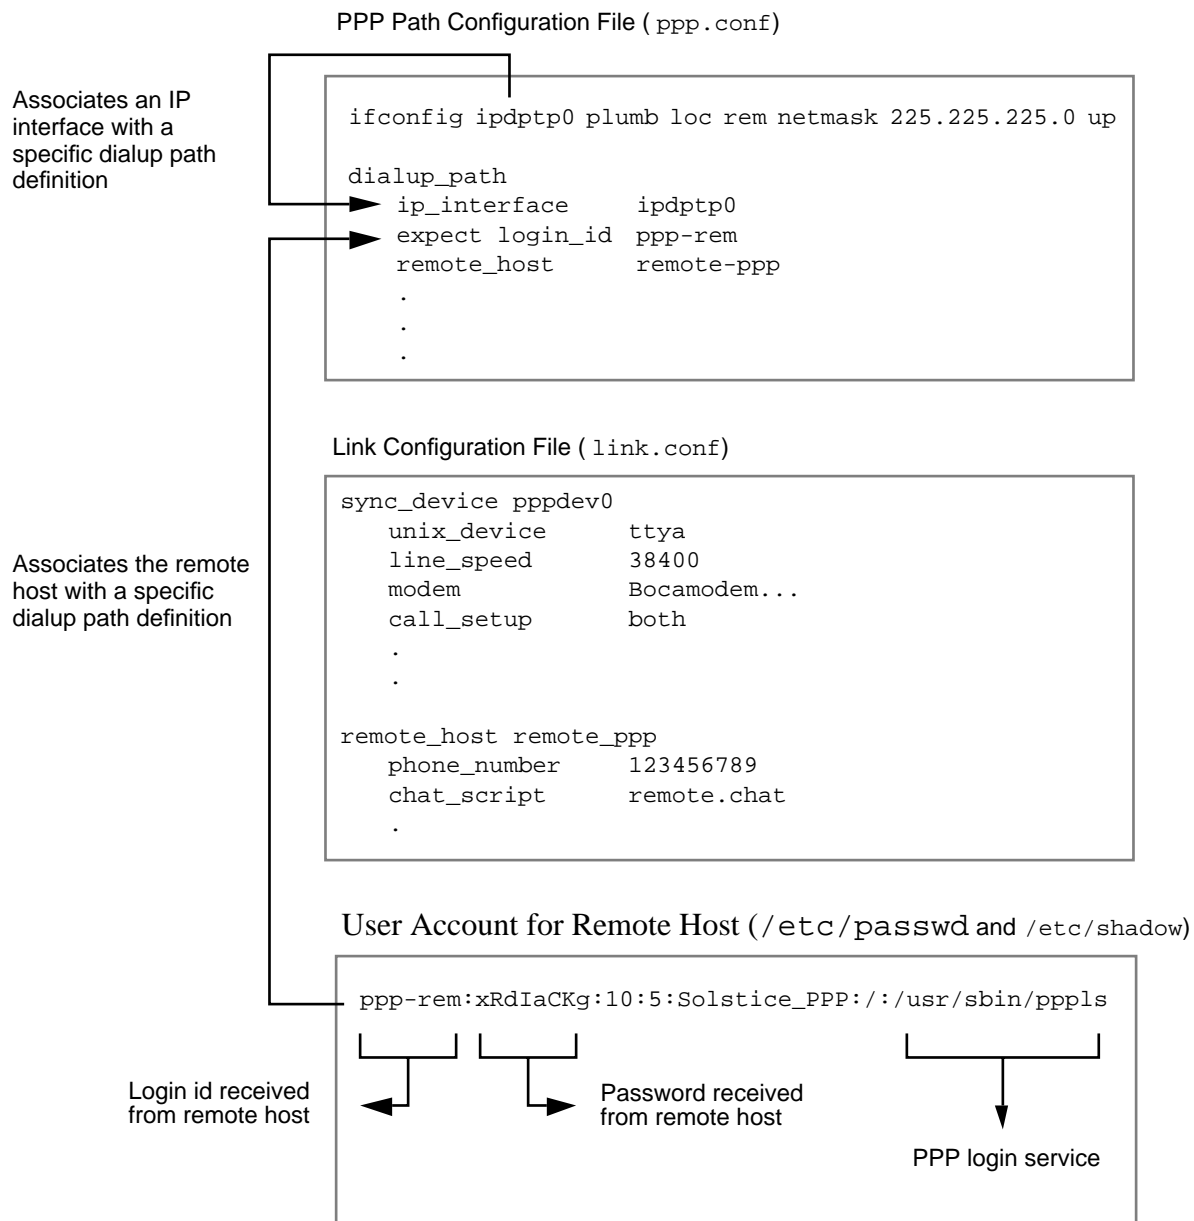 PPP Path Configuration File ( ppp.conf)
Associates an IP
interface with a
specific dialup path
definition
ifconfig ipdptp0 plumb loc rem netmask 225.225.225.0 up
dialup_path
ip_interface ipdptp0
expect login_id ppp-rem
remote_host remote-ppp
.
.
.
Link Configuration File ( link.conf)
Associates the remote
host with a specific
dialup path definition
sync_device pppdev0
unix_device ttya
line_speed 38400
modem Bocamodem...
call_setup both
.
.
remote_host remote_ppp
phone_number 123456789
chat_script remote.chat
.
User Account for Remote Host (/etc/passwd and /etc/shadow)
ppp-rem:xRdIaCKg:10:5:Solstice_PPP:/:/usr/sbin/pppls
Login id received
from remote host
Password received
from remote host
PPP login service